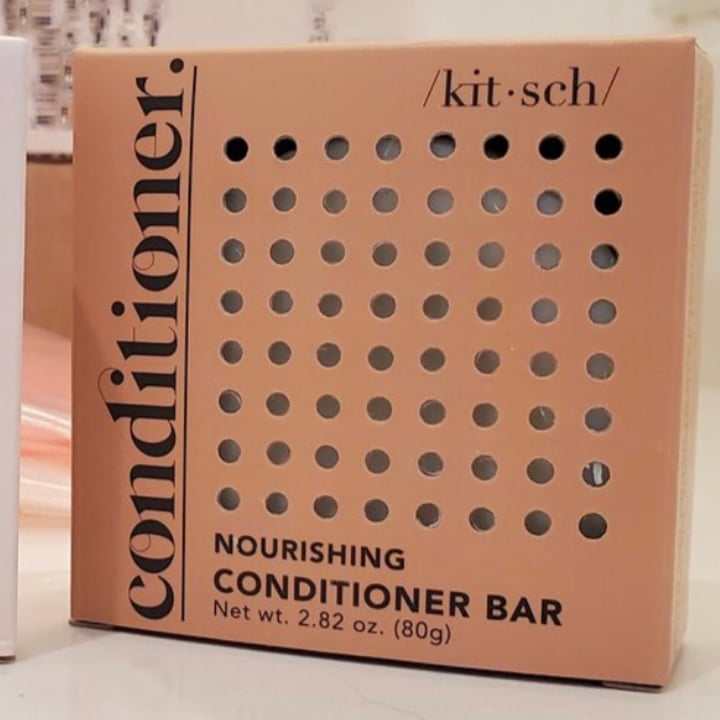 /kit·sch/
conditioner.
NOURISHING
CONDITIONER BAR
Net wt. 2.82 oz. (80g)